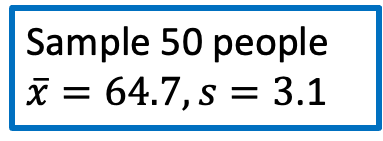 Sample 50 people
x̄ = 64.7, s = 3.1